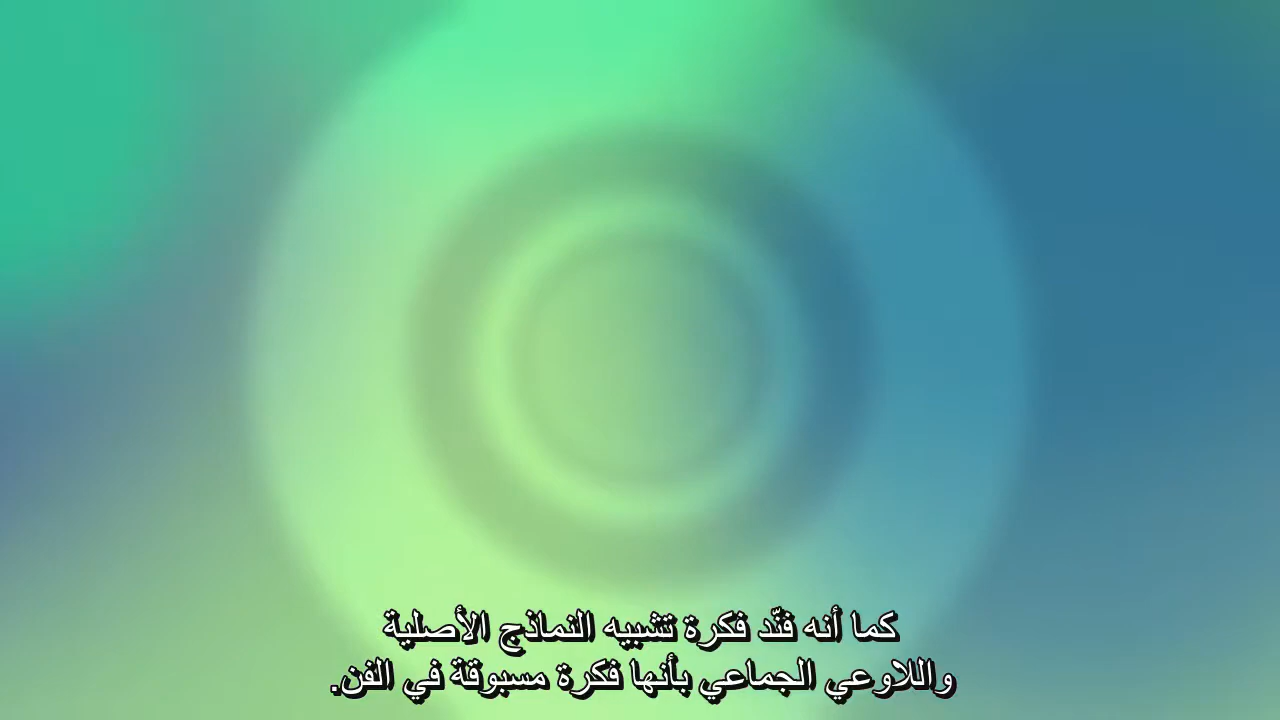 كما أنه فنّد فكرة تشبيه النماذج الأصلية
واللاوعي الجماعي بأنها فكرة مسبوقة في الفن.